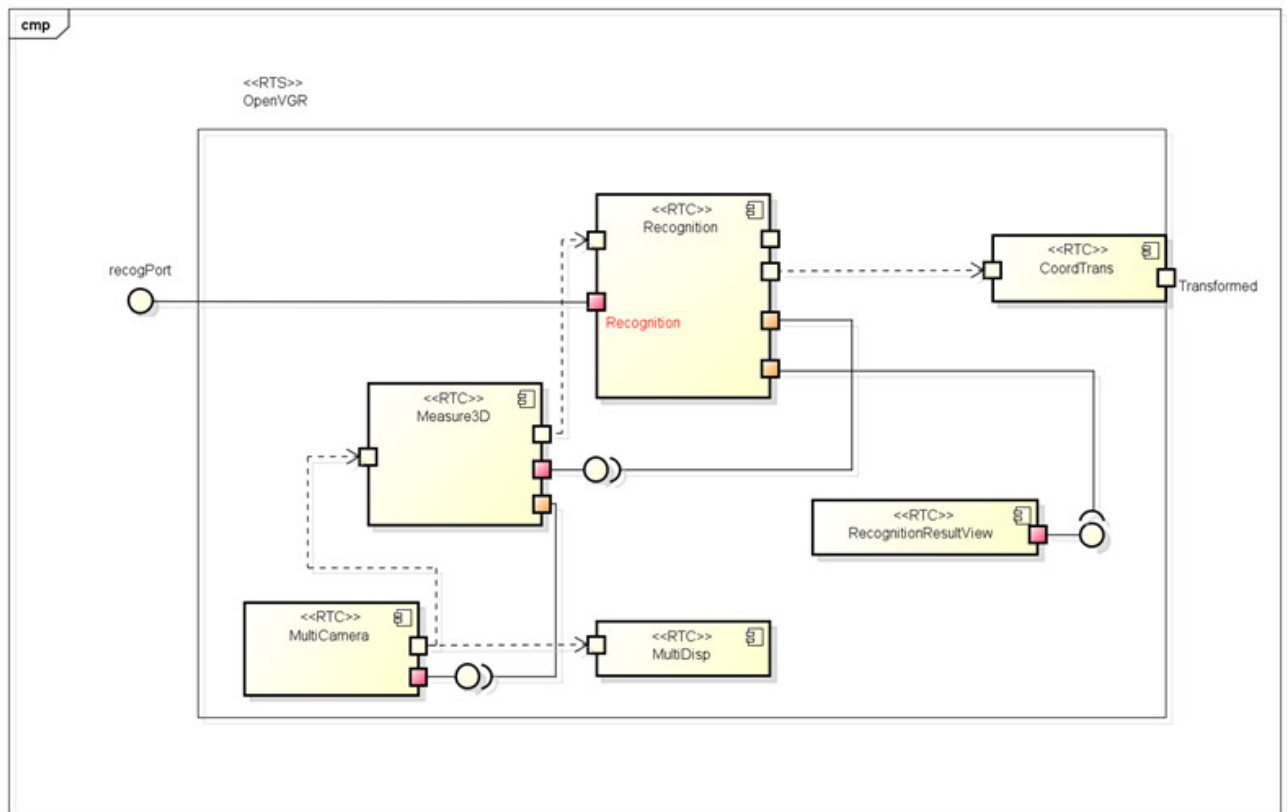 cmp
<<RTS>>
OpenVGR
<<RTC>>
Recognition
<<RTC>>
CoordTrans
recogPort
Transformed
Recognition
<<RTC>>
Measure3D
<<RTC>>
RecognitionResultView
<<RTC>>
MultiCamera
<<RTC>>
MultiDisp